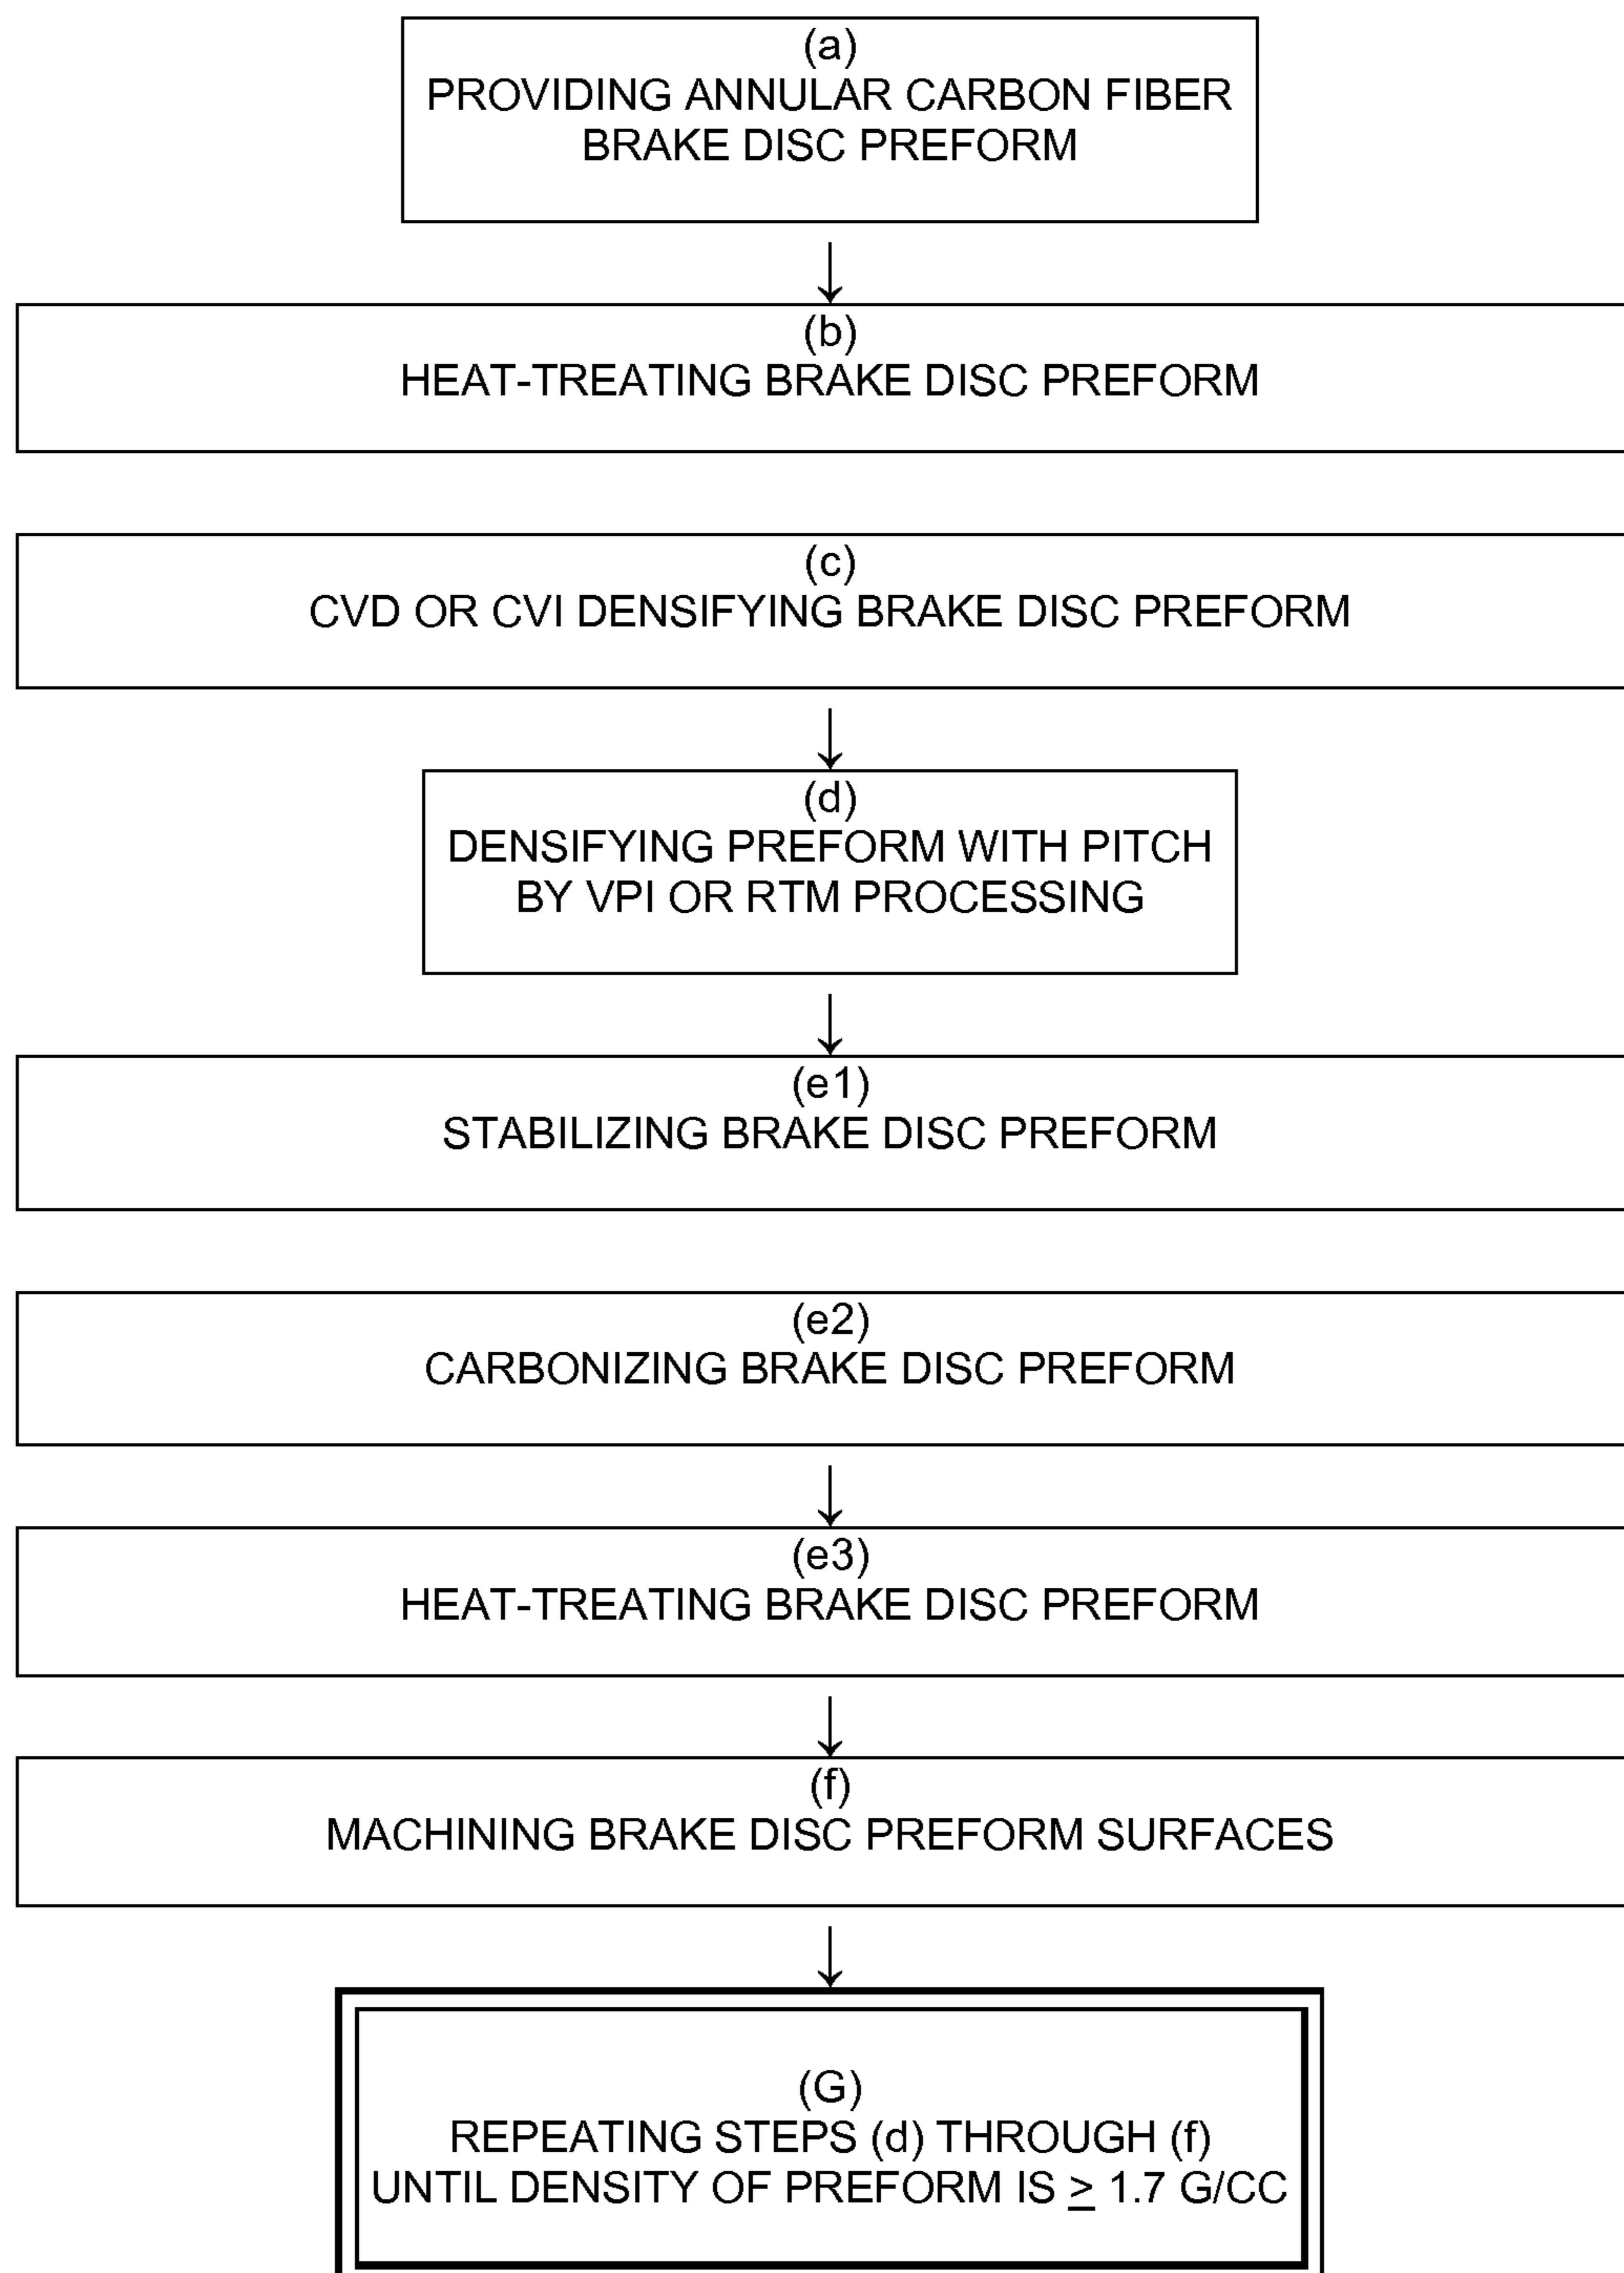 (a)
PROVIDING ANNULAR CARBON FIBER
BRAKE DISC PREFORM
(b)
HEAT-TREATING BRAKE DISC PREFORM
(c)
CVD OR CVI DENSIFYING BRAKE DISC PREFORM
(d)
DENSIFYING PREFORM WITH PITCH
BY VPI OR RTM PROCESSING
(e1)
STABILIZING BRAKE DISC PREFORM
(e2)
CARBONIZING BRAKE DISC PREFORM
(e3)
HEAT-TREATING BRAKE DISC PREFORM
(f)
MACHINING BRAKE DISC PREFORM SURFACES
(G)
REPEATING STEPS (d) THROUGH (f)
UNTIL DENSITY OF PREFORM IS ≥ 1.7 G/CC